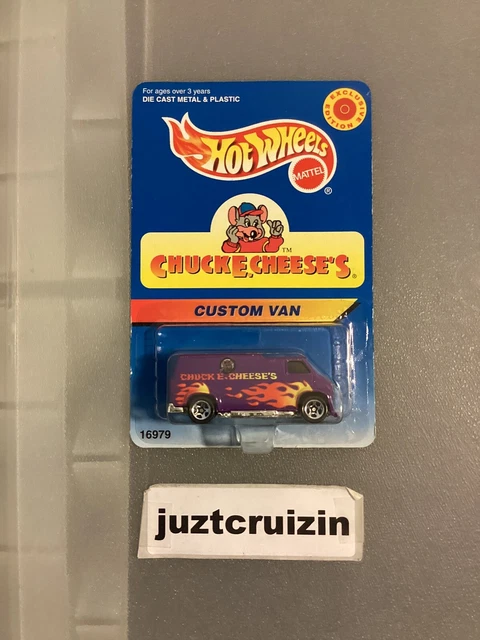 For ages over 3 years
DIE CAST METAL & PLASTIC
EXCLUSIVE EDITION
HOT WHEELS
MATTEL
®
TM
CHUCK E. CHEESE'S ®
CUSTOM VAN
CHUCK E. CHEESE'S
16979
juztcruizin